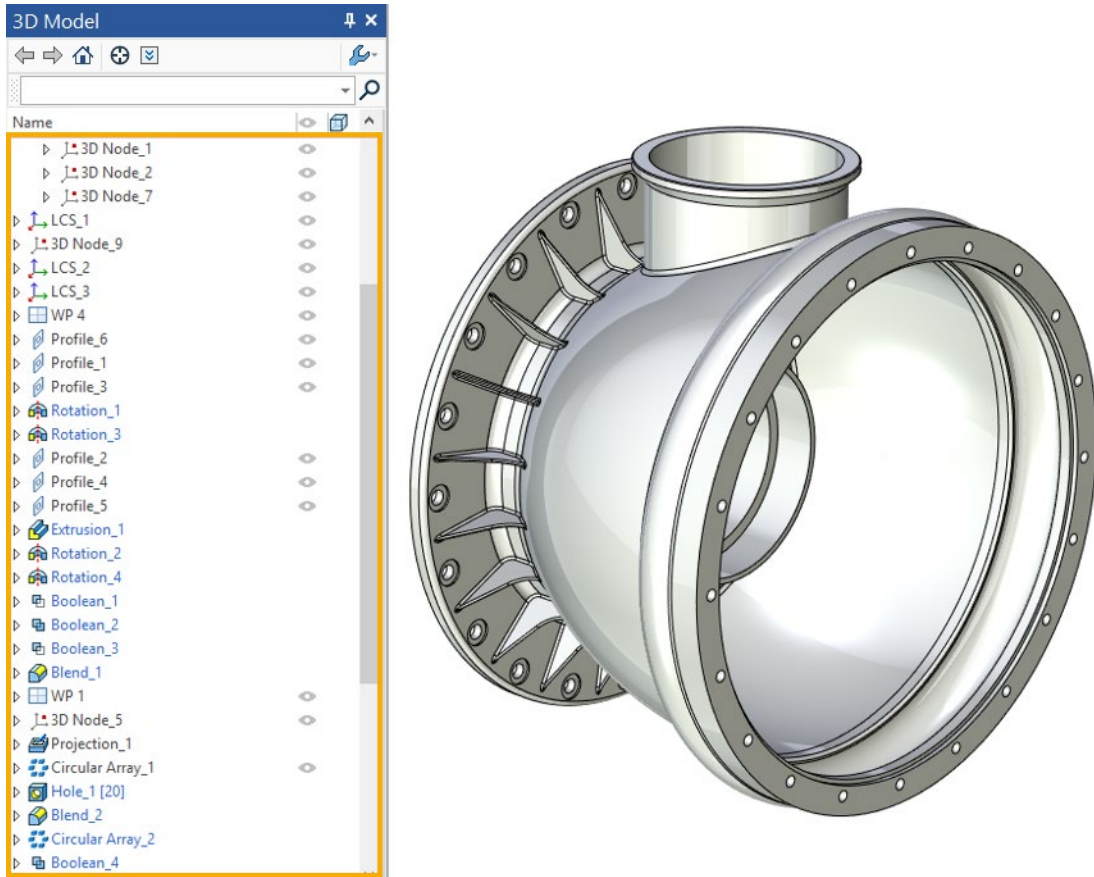 3D Model
Name
3D Node_1
3D Node_2
3D Node_7
LCS_1
3D Node_9
LCS_2
LCS_3
WP 4
Profile_6
Profile_1
Profile_3
Rotation_1
Rotation_3
Profile_2
Profile_4
Profile_5
Extrusion_1
Rotation_2
Rotation_4
Boolean_1
Boolean_2
Boolean_3
Blend_1
WP 1
3D Node_5
Projection_1
Circular Array_1
Hole_1 [20]
Blend_2
Circular Array_2
Boolean_4